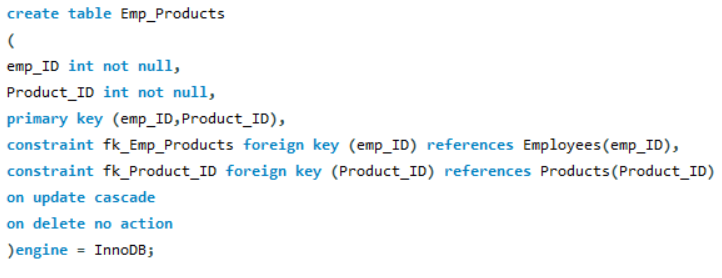 create table Emp_Products
(
emp_ID int not null,
Product_ID int not null,
primary key (emp_ID,Product_ID),
constraint fk_Emp_Products foreign key (emp_ID) references Employees(emp_ID),
constraint fk_Product_ID foreign key (Product_ID) references Products(Product_ID)
on update cascade
on delete no action
)engine = InnoDB;